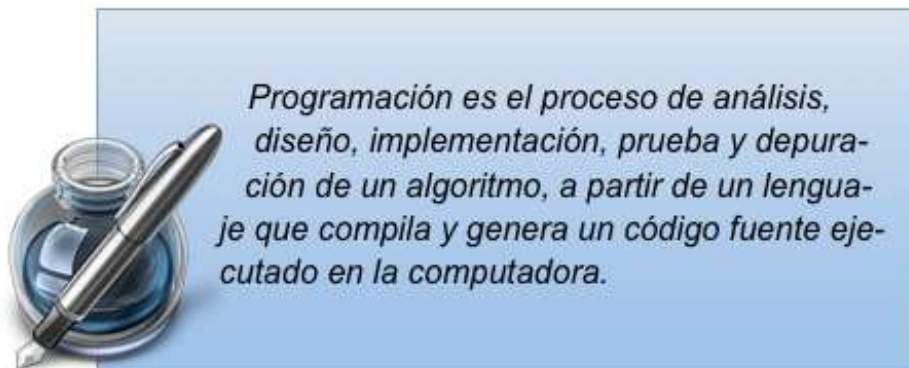 Programación es el proceso de análisis,
diseño, implementación, prueba y depura-
ción de un algoritmo, a partir de un lengua-
je que compila y genera un código fuente eje-
cutado en la computadora.